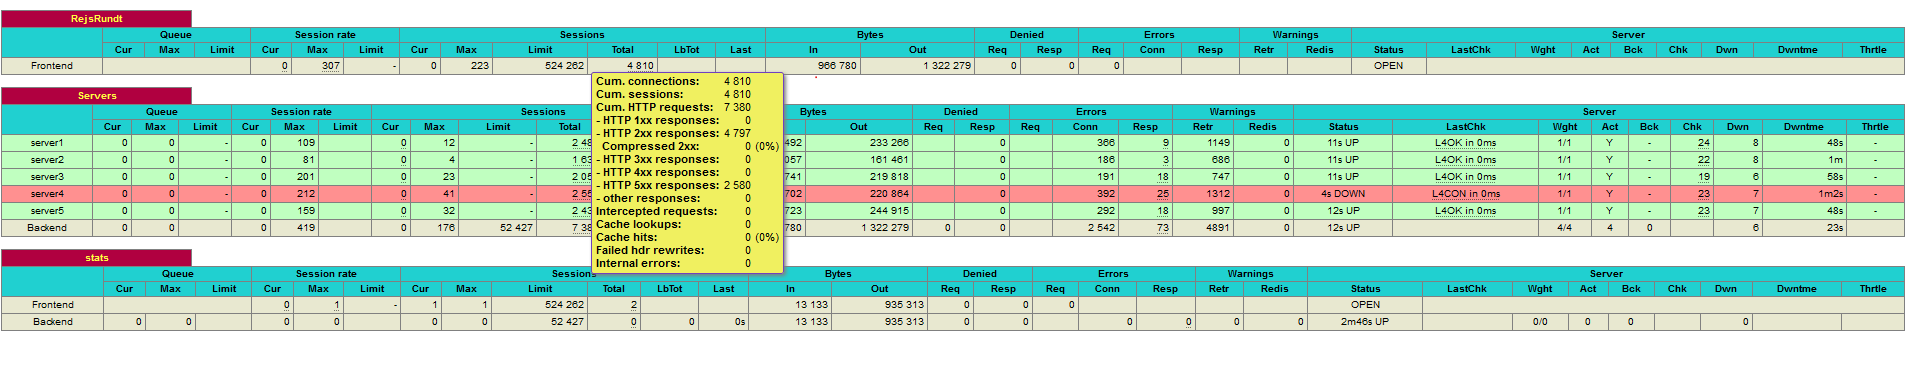 RejsRundt
Queue Session rate Sessions Bytes Denied Errors Warnings Server
Cur Max Limit Cur Max Limit Cur Max Limit Total LbTot Last In Out Req Resp Req Conn Resp Retr Redis Status LastChk Wght Act Bck Chk Dwn Dwntme Thrtle
Frontend 0 307 - 0 223 524 262 4 810 966 780 1 322 279 0 0 0 OPEN
Cum. connections: 4 810
Cum. sessions: 4 810
Cum. HTTP requests: 7 380
- HTTP 1xx responses: 0
- HTTP 2xx responses: 4 797
Compressed 2xx: 0 (0%)
- HTTP 3xx responses: 0
- HTTP 4xx responses: 0
- HTTP 5xx responses: 2 580
- other responses: 0
Intercepted requests: 0
Cache lookups: 0
Cache hits: 0 (0%)
Failed hdr rewrites: 0
Internal errors: 0
Servers
Queue Session rate Sessions Bytes Denied Errors Warnings Server
Cur Max Limit Cur Max Limit Cur Max Limit Total Out Req Resp Req Conn Resp Retr Redis Status LastChk Wght Act Bck Chk Dwn Dwntme Thrtle
server1 0 0 - 0 109 0 12 - 2 48 492 233 266 0 366 9 1149 0 11s UP L4OK in 0ms 1/1 Y - 24 8 48s -
server2 0 0 - 0 81 0 4 - 1 63 057 161 461 0 186 3 686 0 11s UP L4OK in 0ms 1/1 Y - 22 8 1m -
server3 0 0 - 0 201 0 23 - 2 05 741 219 818 0 191 18 747 0 11s UP L4OK in 0ms 1/1 Y - 19 6 58s -
server4 0 0 - 0 212 0 41 - 2 56 702 220 864 0 392 25 1312 0 4s DOWN L4CON in 0ms 1/1 Y - 23 7 1m2s -
server5 0 0 - 0 159 0 32 - 2 43 723 244 915 0 292 18 997 0 12s UP L4OK in 0ms 1/1 Y - 23 7 48s -
Backend 0 0 0 419 0 176 52 427 7 38 780 1 322 279 0 0 2 542 73 4891 0 12s UP 4/4 4 0 6 23s
stats
Queue Session rate Sessions Bytes Denied Errors Warnings Server
Cur Max Limit Cur Max Limit Cur Max Limit Total LbTot Last In Out Req Resp Req Conn Resp Retr Redis Status LastChk Wght Act Bck Chk Dwn Dwntme Thrtle
Frontend 0 1 - 1 1 524 262 2 13 133 935 313 0 0 0 OPEN
Backend 0 0 0 0 0 0 52 427 0 0 0s 13 133 935 313 0 0 0 0 0 0 2m46s UP 0/0 0 0 0